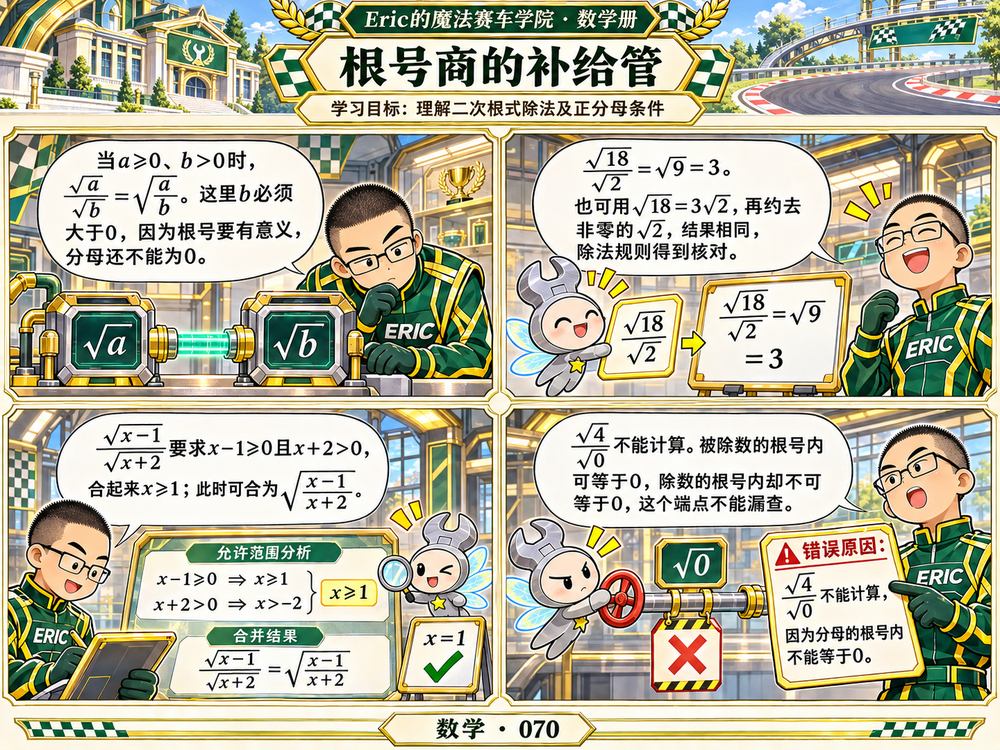 Eric的魔法赛车学院·数学册
根号商的补给管
学习目标：理解二次根式除法及正分母条件
当a≥0、b>0时，
√a/√b=√(a/b)。这里b必须
大于0，因为根号要有意义，
分母还不能为0。
√a
√b
ERIC
√18/√2=√9=3。
也可用√18=3√2，再约去
非零的√2，结果相同，
除法规则得到核对。
√18/√2
√18/√2=√9
=3
ERIC
√(x-1)/√(x+2)要求x-1≥0且x+2>0，
合起来x≥1；此时可合为√((x-1)/(x+2))。
允许范围分析
x-1≥0 ⇒ x≥1
x+2>0 ⇒ x>-2
x≥1
合并结果
√(x-1)/√(x+2)=√((x-1)/(x+2))
x=1
ERIC
√4/√0不能计算。被除数的根号内
可等于0，除数的根号内却不可
等于0，这个端点不能漏查。
√0
错误原因：
√4/√0不能计算，
因为分母的根号内
不能等于0。
ERIC
数学·070